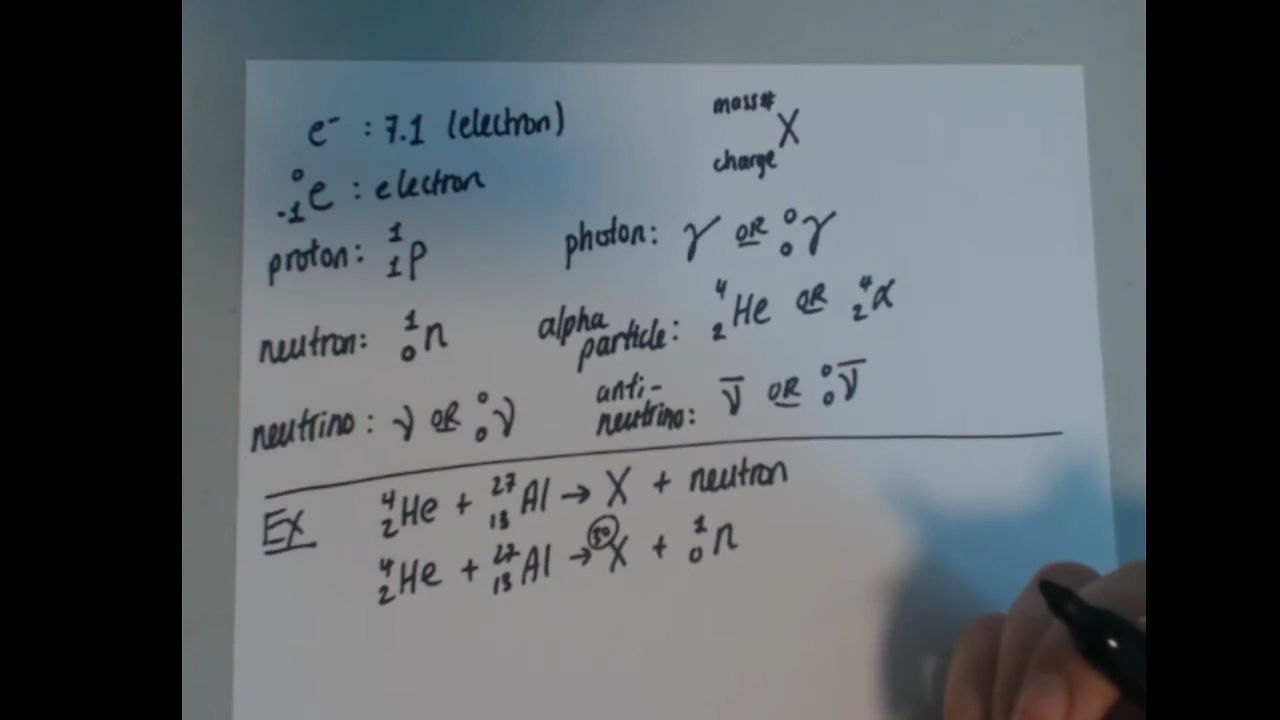 e⁻ : 7.1 (electron)
mass#
X
charge
⁰₋₁e : electron
proton: ¹₁p
photon: γ OR ⁰₀γ
neutron: ¹₀n
alpha particle: ⁴₂He OR ⁴₂α
neutrino: ν OR ⁰₀ν
anti-neutrino: ν̅ OR ⁰₀ν̅
EX ⁴₂He + ²⁷₁₃Al → X + neutron
⁴₂He + ²⁷₁₃Al → ³⁰X + ¹₀n